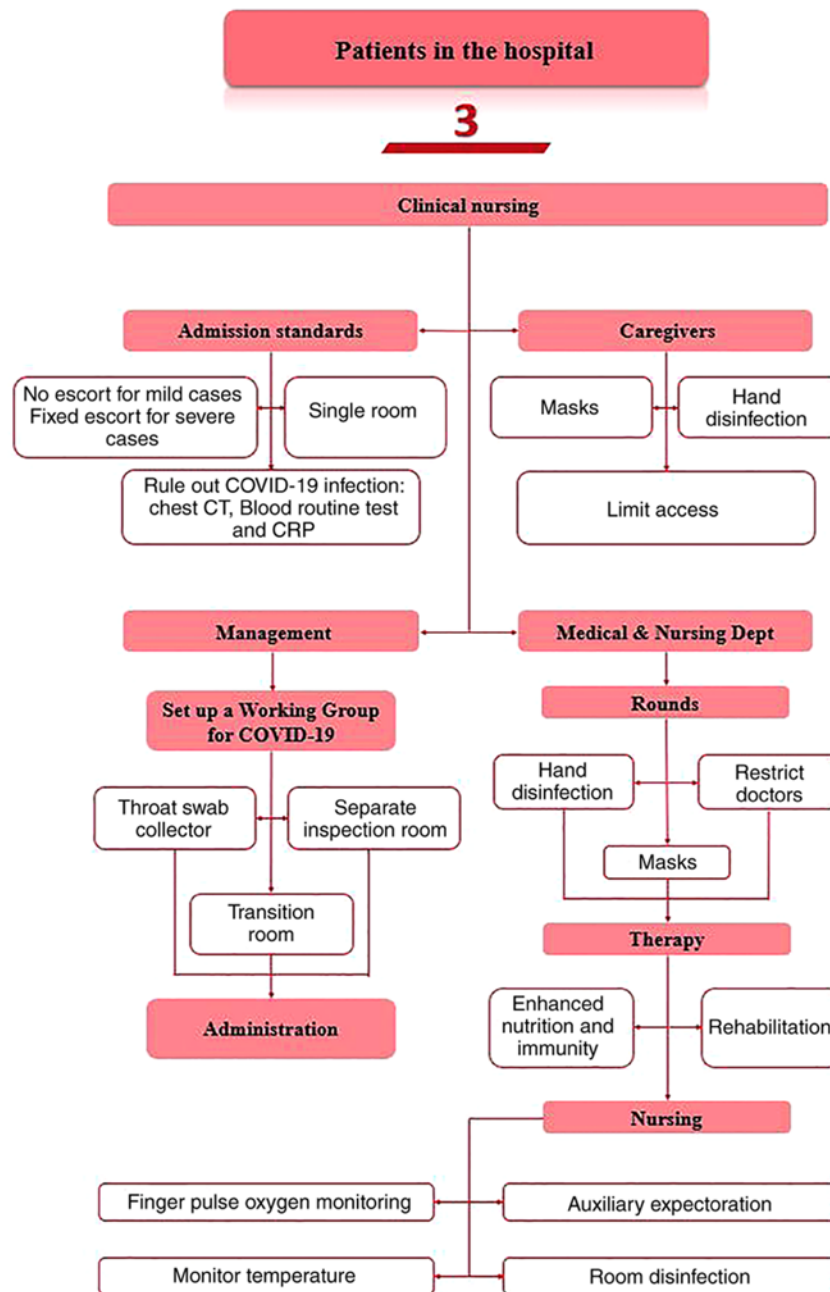 Patients in the hospital
3
Clinical nursing
Admission standards
Caregivers
No escort for mild cases
Fixed escort for severe
cases
Single room
Masks
Hand
disinfection
Rule out COVID-19 infection:
chest CT, Blood routine test
and CRP
Limit access
Management
Medical & Nursing Dept
Set up a Working Group
for COVID-19
Rounds
Throat swab
collector
Separate
inspection room
Hand
disinfection
Restrict
doctors
Masks
Transition
room
Therapy
Administration
Enhanced
nutrition and
immunity
Rehabilitation
Nursing
Finger pulse oxygen monitoring
Auxiliary expectoration
Monitor temperature
Room disinfection